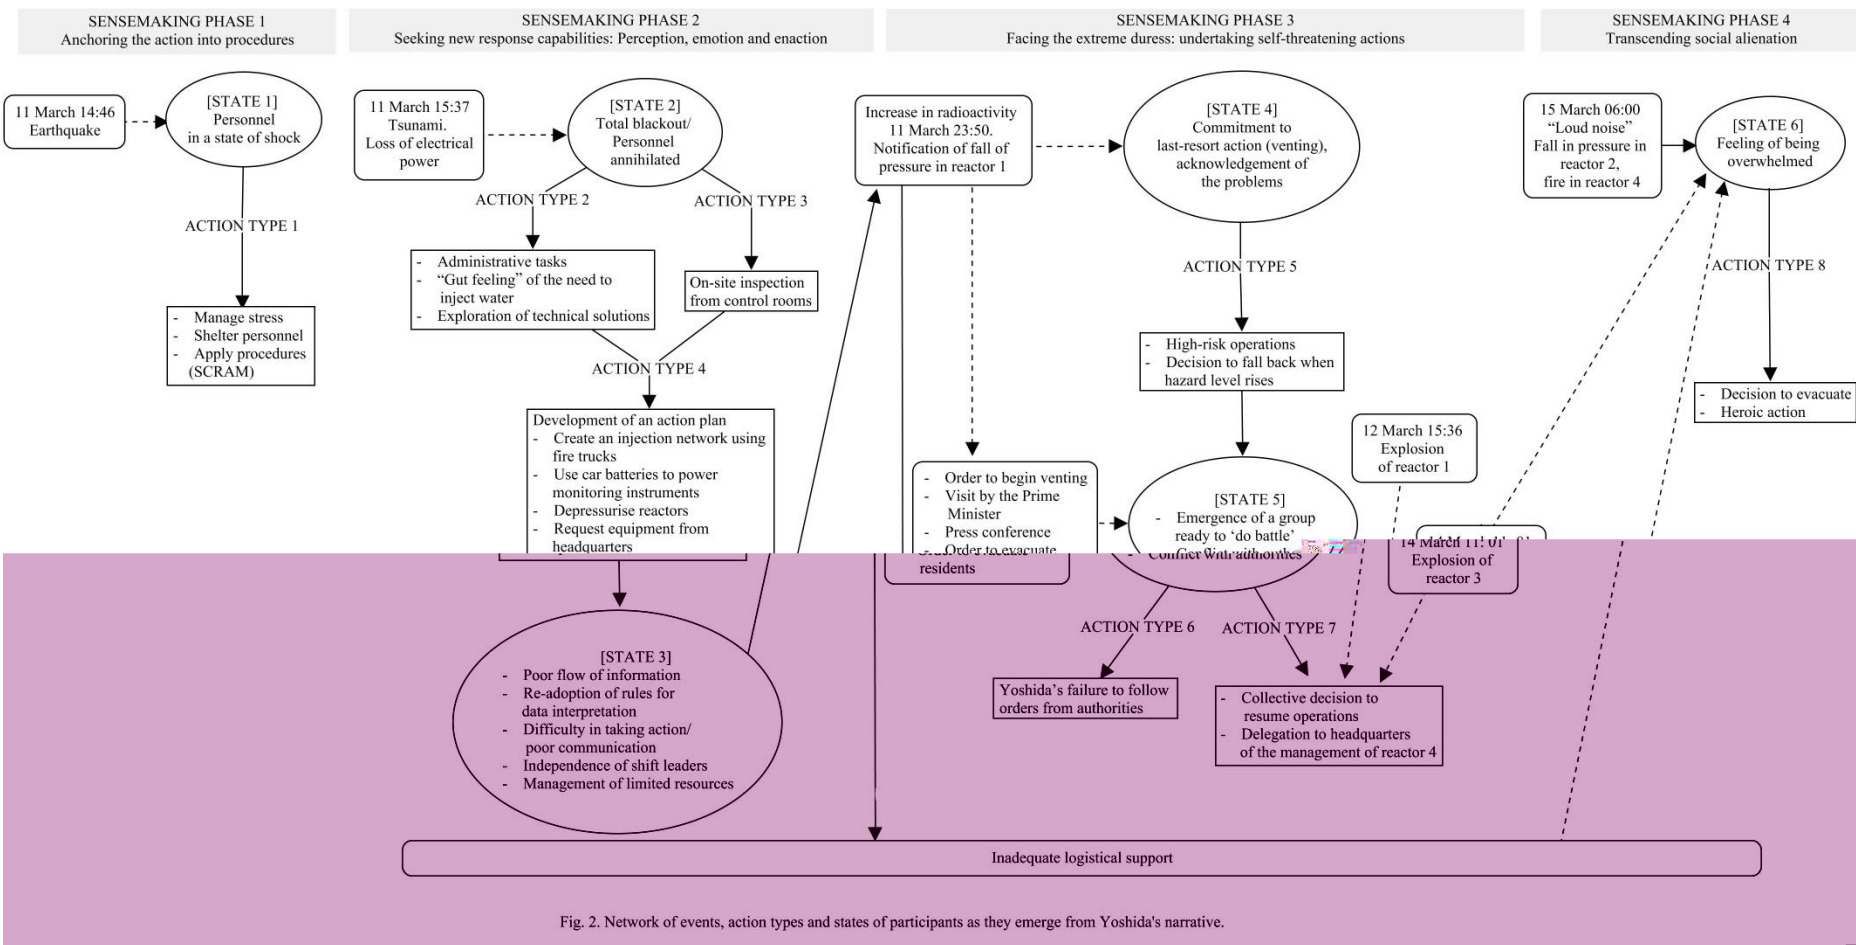 SENSEMAKING PHASE 1
Anchoring the action into procedures
SENSEMAKING PHASE 2
Seeking new response capabilities: Perception, emotion and enaction
SENSEMAKING PHASE 3
Facing the extreme duress: undertaking self-threatening actions
SENSEMAKING PHASE 4
Transcending social alienation
11 March 14:46
Earthquake
[STATE 1]
Personnel
in a state of shock
ACTION TYPE 1
- Manage stress
- Shelter personnel
- Apply procedures
(SCRAM)
11 March 15:37
Tsunami.
Loss of electrical
power
[STATE 2]
Total blackout/
Personnel
annihilated
ACTION TYPE 2
ACTION TYPE 3
- Administrative tasks
- “Gut feeling” of the need to
inject water
- Exploration of technical solutions
On-site inspection
from control rooms
ACTION TYPE 4
Development of an action plan
- Create an injection network using
fire trucks
- Use car batteries to power
monitoring instruments
- Depressurise reactors
- Request equipment from
headquarters
[STATE 3]
- Poor flow of information
- Re-adoption of rules for
data interpretation
- Difficulty in taking action/
poor communication
- Independence of shift leaders
- Management of limited resources
Increase in radioactivity
11 March 23:50.
Notification of fall of
pressure in reactor 1
[STATE 4]
Commitment to
last-resort action (venting),
acknowledgement of
the problems
ACTION TYPE 5
- High-risk operations
- Decision to fall back when
hazard level rises
- Order to begin venting
- Visit by the Prime
Minister
- Press conference
- Order to evacuate
residents
[STATE 5]
- Emergence of a group
ready to ‘do battle’
- Conflict with authorities
12 March 15:36
Explosion
of reactor 1
14 March 11: 01
Explosion of
reactor 3
ACTION TYPE 6
ACTION TYPE 7
Yoshida’s failure to follow
orders from authorities
- Collective decision to
resume operations
- Delegation to headquarters
of the management of reactor 4
15 March 06:00
“Loud noise”
Fall in pressure in
reactor 2,
fire in reactor 4
[STATE 6]
Feeling of being
overwhelmed
ACTION TYPE 8
- Decision to evacuate
- Heroic action
Inadequate logistical support
Fig. 2. Network of events, action types and states of participants as they emerge from Yoshida's narrative.